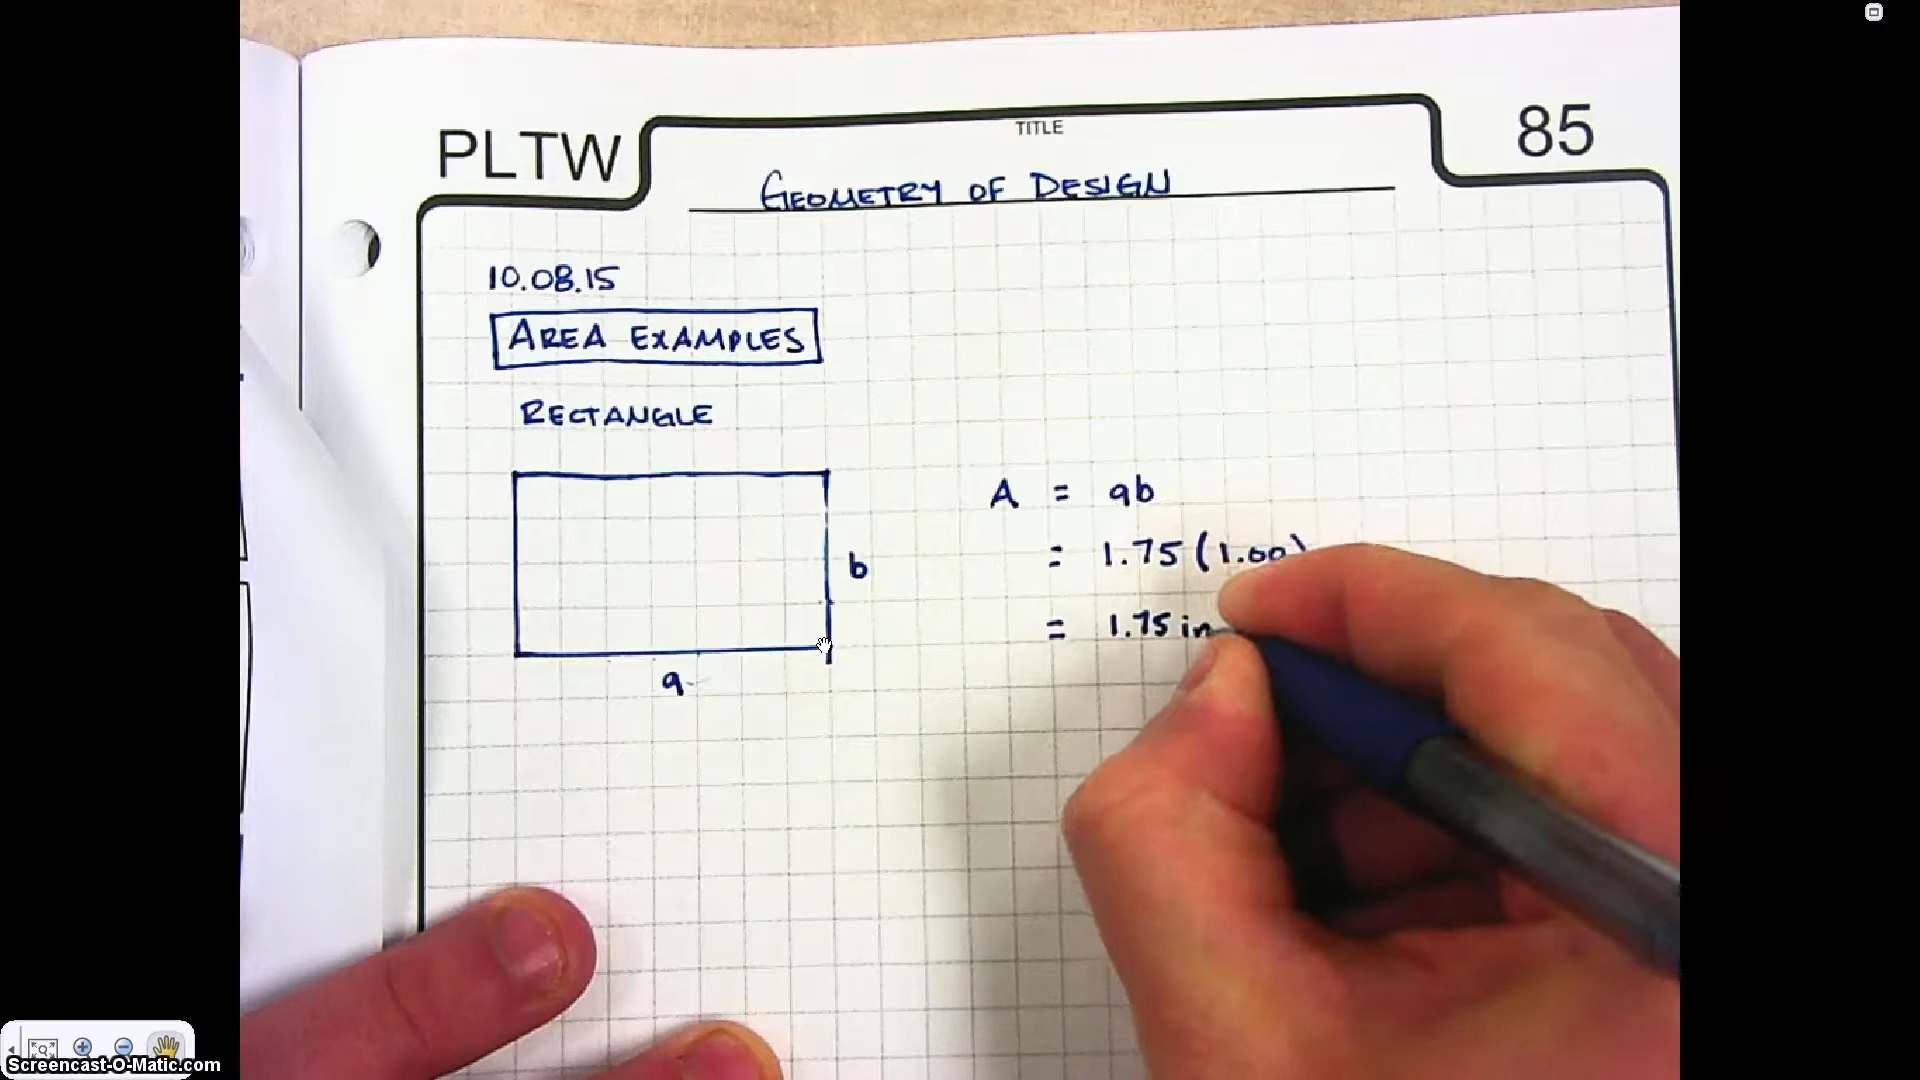 PLTW
TITLE
85
GEOMETRY OF DESIGN
10.08.15
AREA EXAMPLES
RECTANGLE
A = ab
b
= 1.75 (1.00)
= 1.75 in
a
Screencast-O-Matic.com